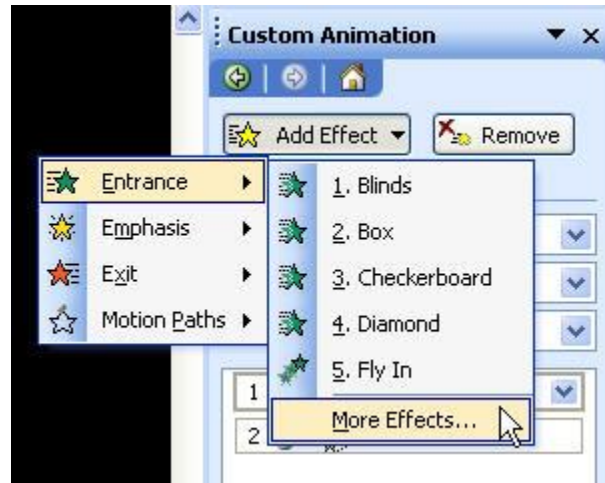 Custom Animation
Add Effect
Remove
Entrance
Emphasis
Exit
Motion Paths
1. Blinds
2. Box
3. Checkerboard
4. Diamond
5. Fly In
More Effects...
1
2